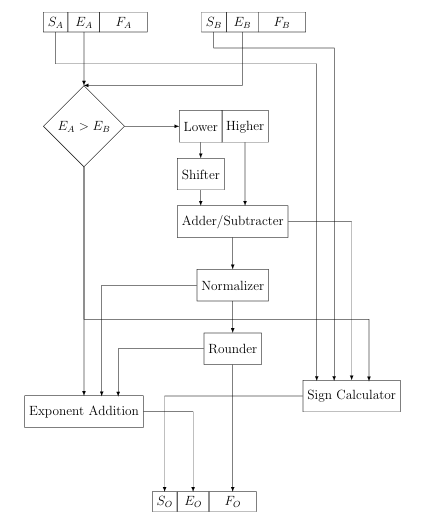 S_A E_A F_A S_B E_B F_B
E_A > E_B Lower Higher
Shifter
Adder/Subtracter
Normalizer
Rounder
Sign Calculator
Exponent Addition
S_O E_O F_O